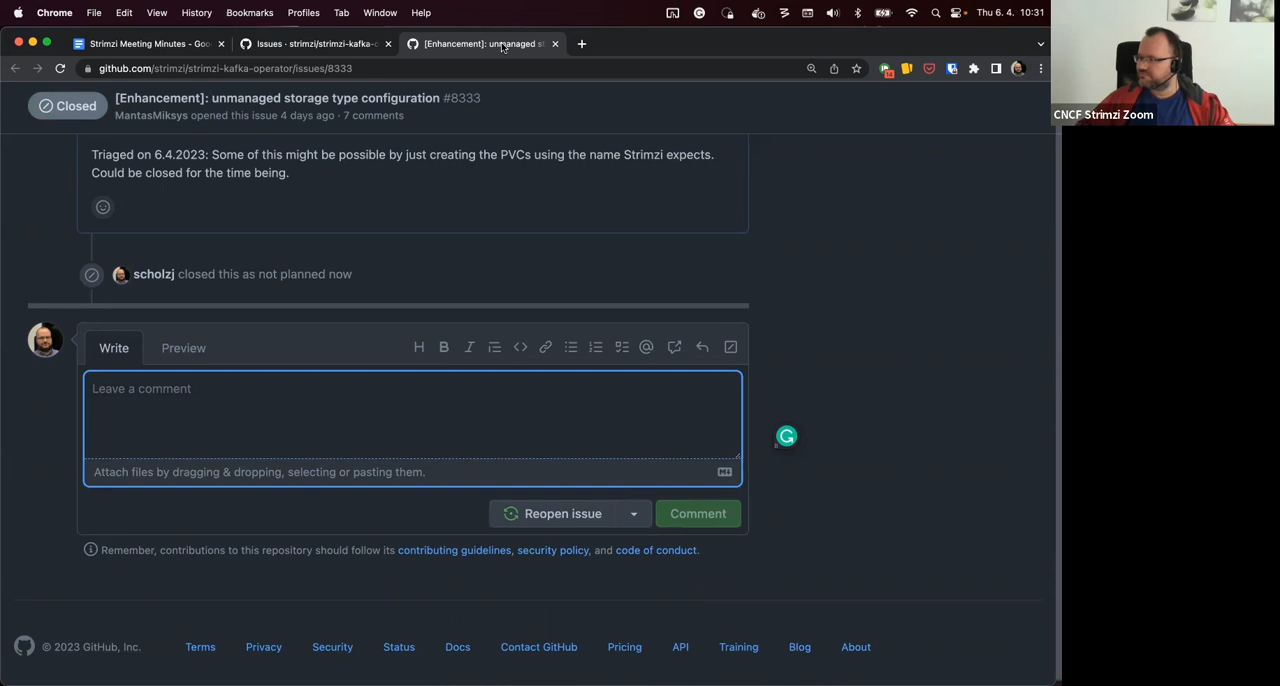 Chrome File Edit View History Bookmarks Profiles Tab Window Help Thu 6. 4. 10:31
Strimzi Meeting Minutes - Goo Issues · strimzi/strimzi-kafka-o [Enhancement]: unmanaged st
github.com/strimzi/strimzi-kafka-operator/issues/8333
14
Closed
[Enhancement]: unmanaged storage type configuration #8333
MantasMiksys opened this issue 4 days ago · 7 comments
CNCF Strimzi Zoom
Triaged on 6.4.2023: Some of this might be possible by just creating the PVCs using the name Strimzi expects.
Could be closed for the time being.
scholzj closed this as not planned now
Write Preview
Leave a comment
Attach files by dragging & dropping, selecting or pasting them.
Reopen issue Comment
Remember, contributions to this repository should follow its contributing guidelines, security policy, and code of conduct.
© 2023 GitHub, Inc. Terms Privacy Security Status Docs Contact GitHub Pricing API Training Blog About